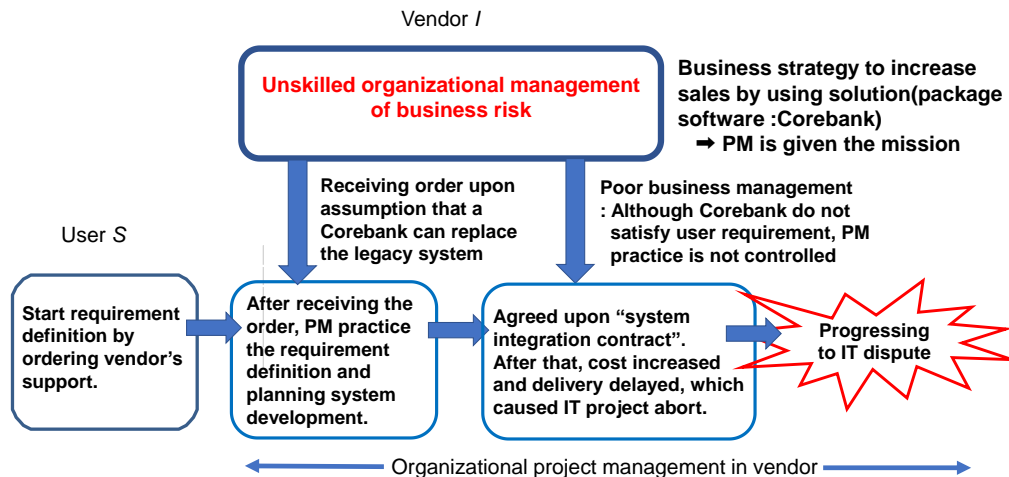 Vendor I
Unskilled organizational management
of business risk
Business strategy to increase
sales by using solution(package
software :Corebank)
➡ PM is given the mission
Receiving order upon
assumption that a
Corebank can replace
the legacy system
Poor business management
: Although Corebank do not
satisfy user requirement, PM
practice is not controlled
User S
Start requirement
definition by
ordering vendor’s
support.
After receiving the
order, PM practice
the requirement
definition and
planning system
development.
Agreed upon “system
integration contract”.
After that, cost increased
and delivery delayed, which
caused IT project abort.
Progressing
to IT dispute
Organizational project management in vendor